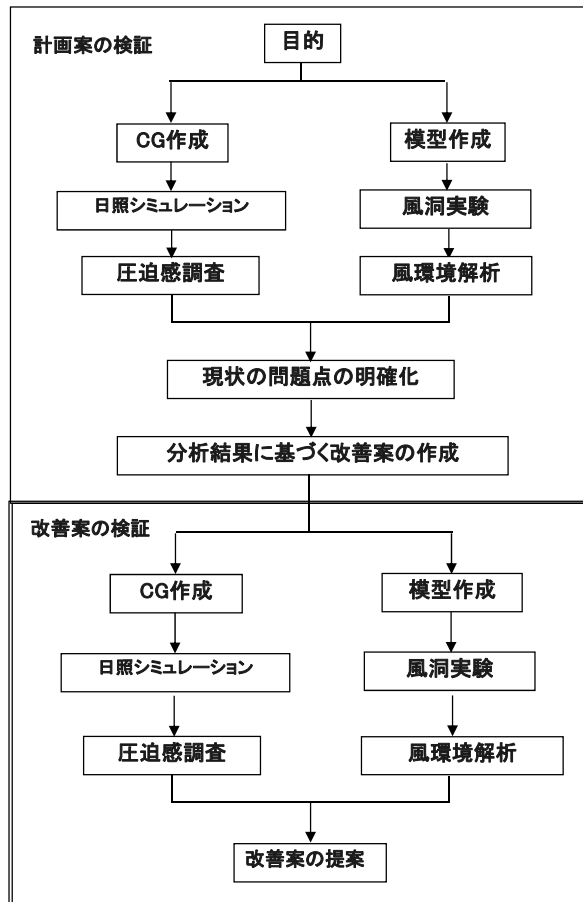 計画案の検証
目的
CG作成
模型作成
日照シミュレーション
風洞実験
圧迫感調査
風環境解析
現状の問題点の明確化
分析結果に基づく改善案の作成
改善案の検証
CG作成
模型作成
日照シミュレーション
風洞実験
圧迫感調査
風環境解析
改善案の提案